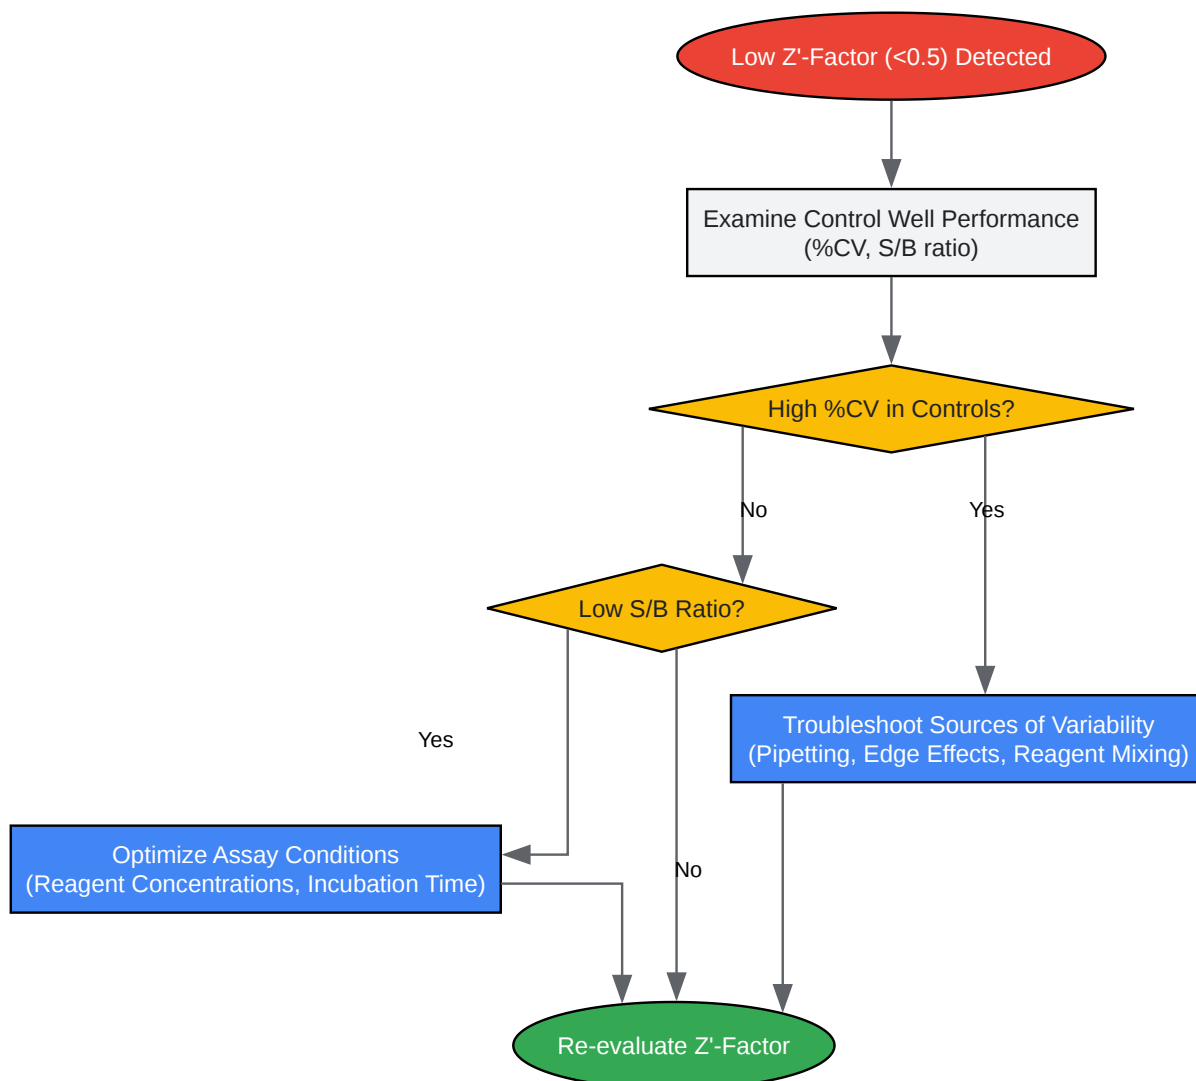 Low Z'-Factor (<0.5) Detected
Examine Control Well Performance
(%CV, S/B ratio)
High %CV in Controls?
No
Yes
Low S/B Ratio?
Troubleshoot Sources of Variability
(Pipetting, Edge Effects, Reagent Mixing)
Yes
Optimize Assay Conditions
(Reagent Concentrations, Incubation Time)
No
Re-evaluate Z'-Factor